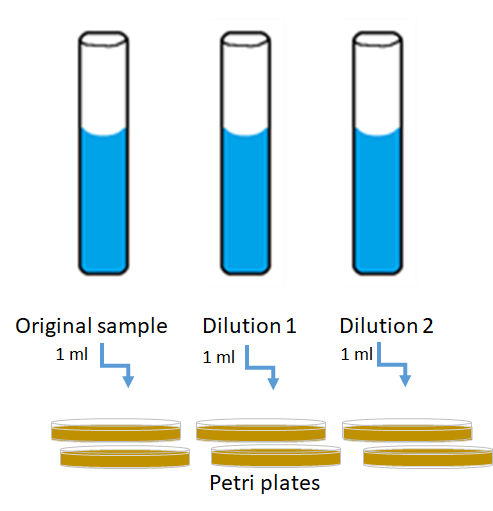 Original sample
Dilution 1
Dilution 2
1 ml
1 ml
1 ml
Petri plates